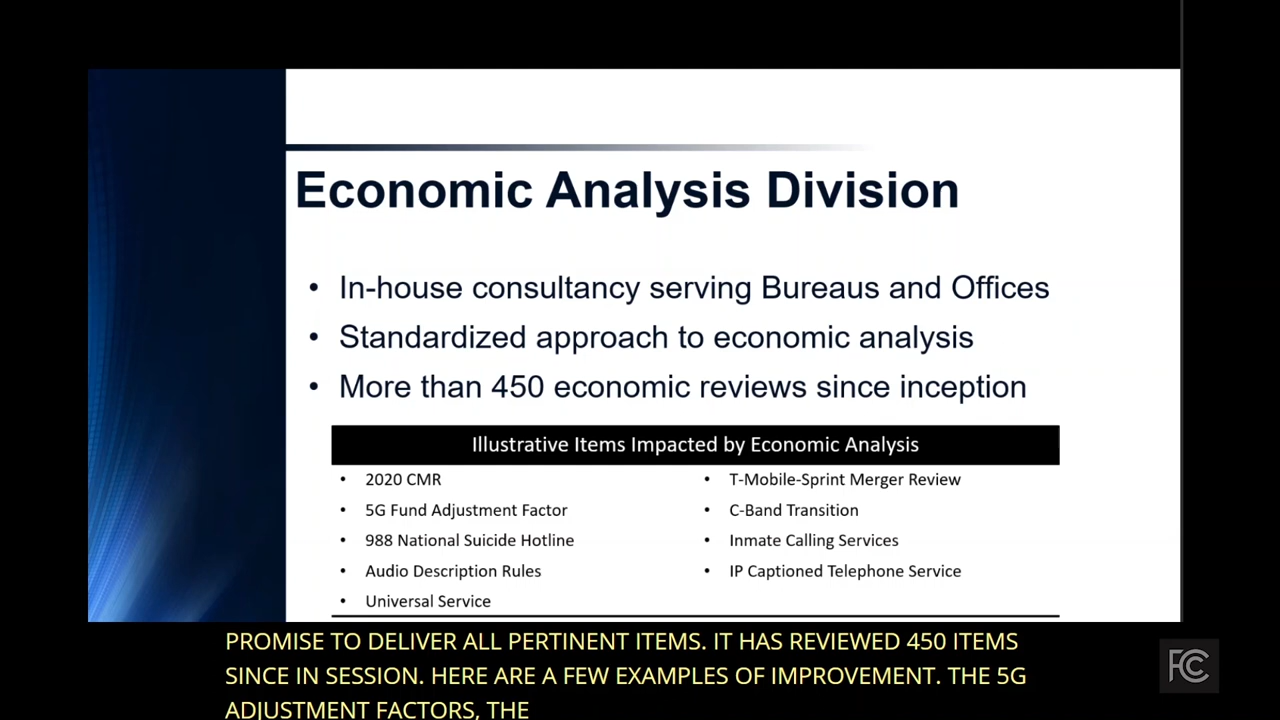 Economic Analysis Division
• In-house consultancy serving Bureaus and Offices
• Standardized approach to economic analysis
• More than 450 economic reviews since inception
Illustrative Items Impacted by Economic Analysis
• 2020 CMR
• 5G Fund Adjustment Factor
• 988 National Suicide Hotline
• Audio Description Rules
• Universal Service
• T-Mobile-Sprint Merger Review
• C-Band Transition
• Inmate Calling Services
• IP Captioned Telephone Service
PROMISE TO DELIVER ALL PERTINENT ITEMS. IT HAS REVIEWED 450 ITEMS
SINCE IN SESSION. HERE ARE A FEW EXAMPLES OF IMPROVEMENT. THE 5G
ADJUSTMENT FACTORS, THE
FCC